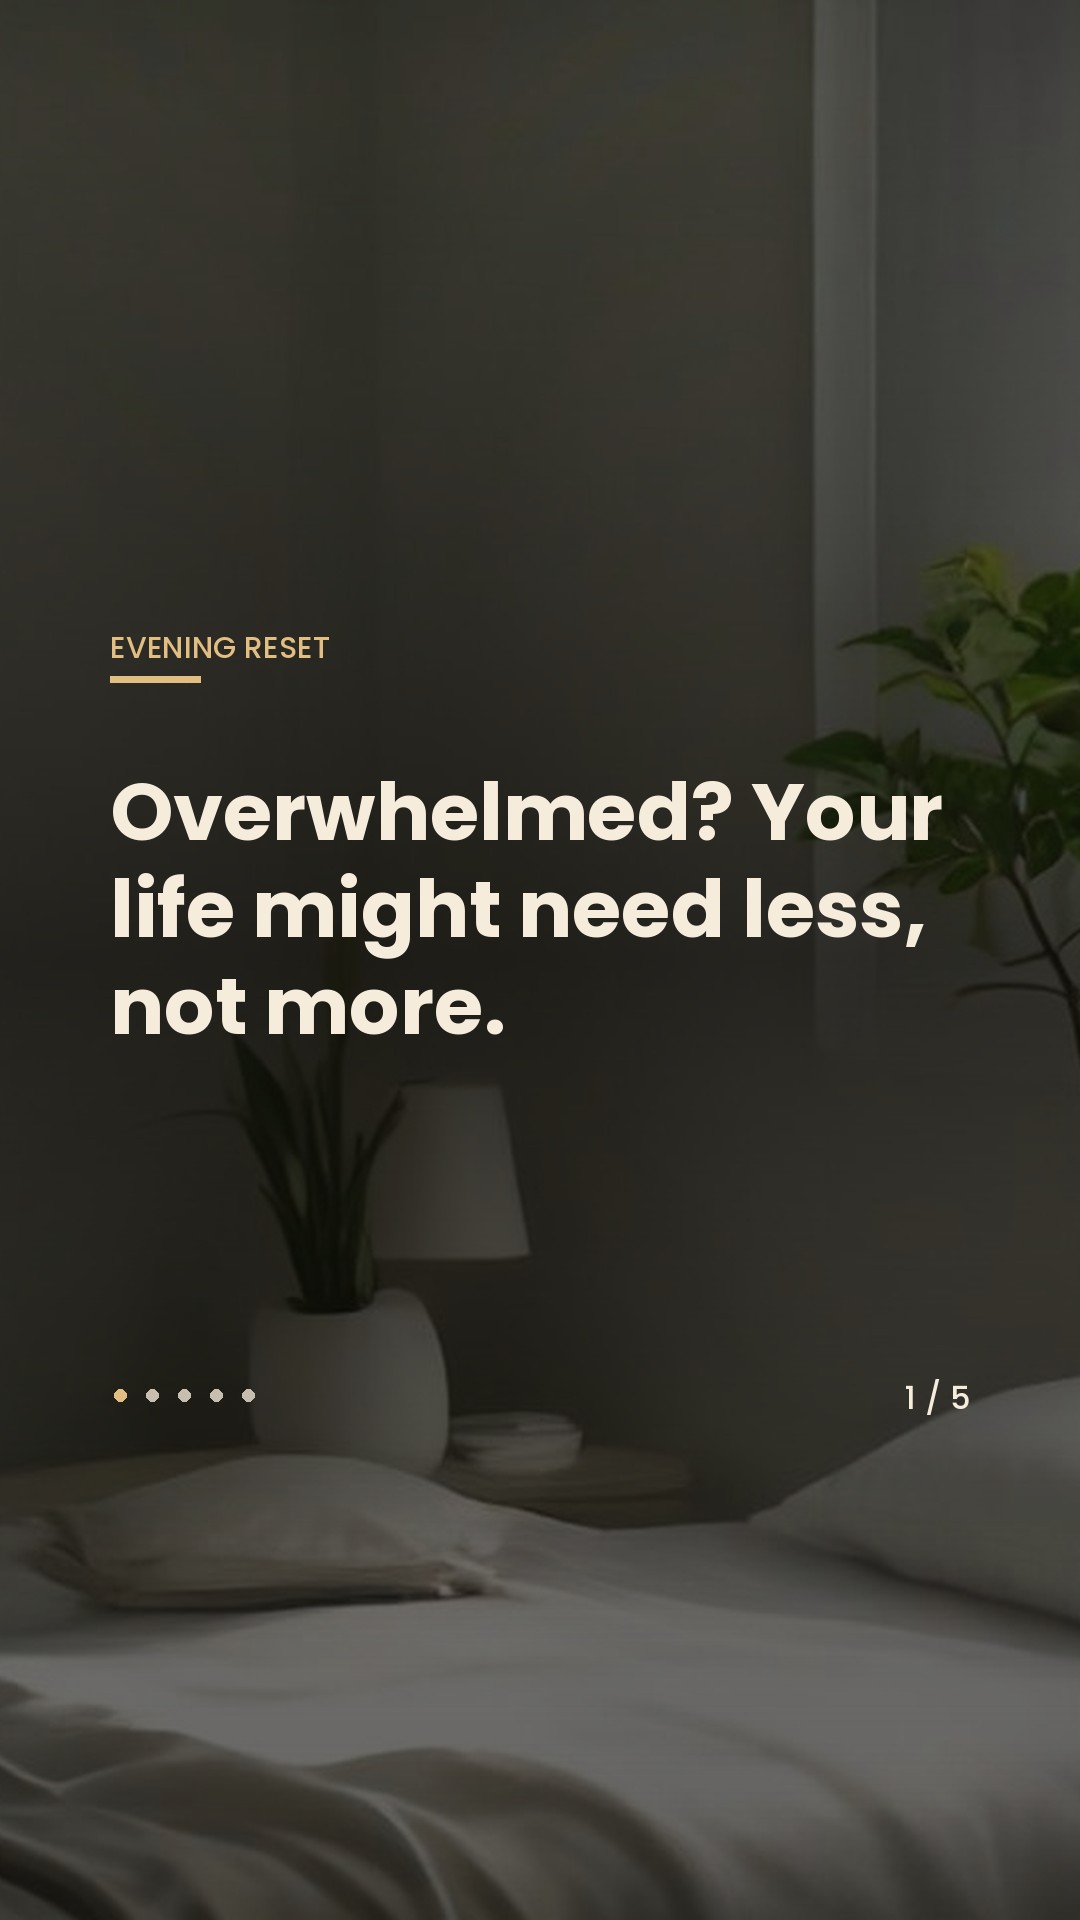 EVENING RESET
Overwhelmed? Your
life might need less,
not more.
1 / 5